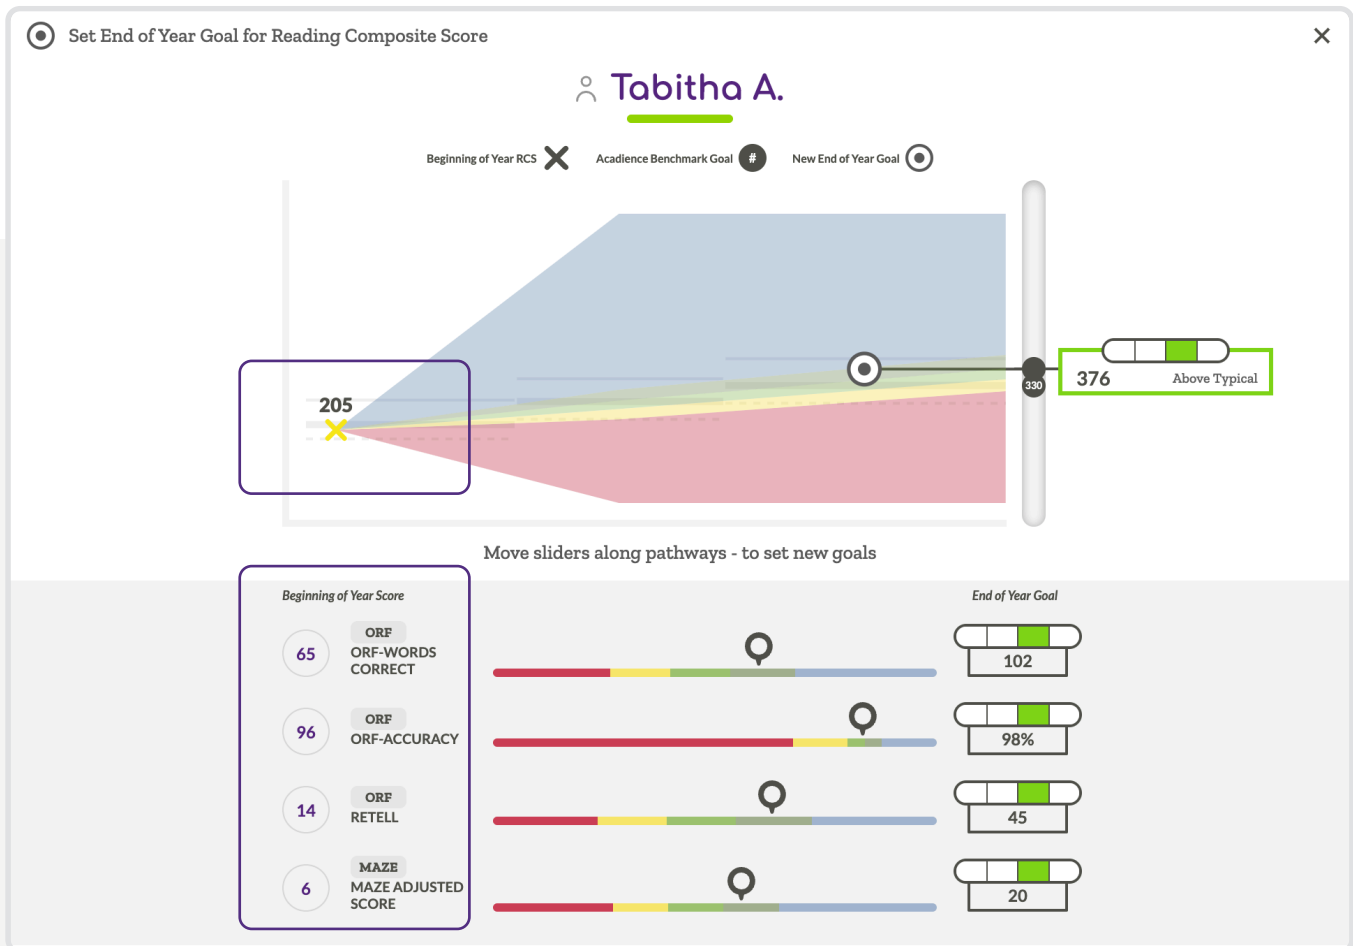 Set End of Year Goal for Reading Composite Score
Tabitha A.
Beginning of Year RCS
Acadience Benchmark Goal #
New End of Year Goal
205
330
376 Above Typical
Move sliders along pathways - to set new goals
Beginning of Year Score
End of Year Goal
65
ORF
ORF-WORDS
CORRECT
102
96
ORF
ORF-ACCURACY
98%
14
ORF
RETELL
45
6
MAZE
MAZE ADJUSTED
SCORE
20